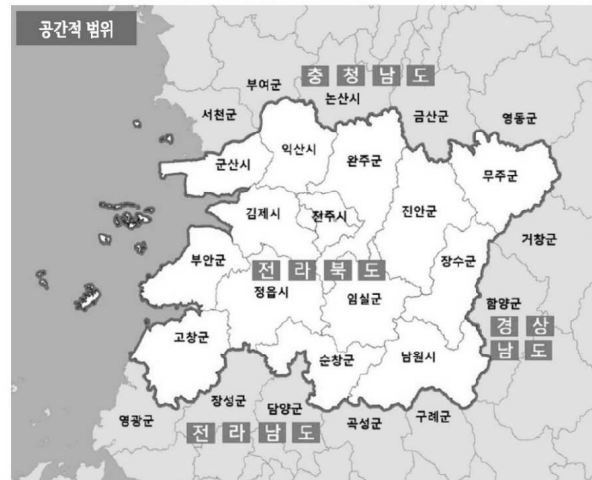 공간적 범위
충청남도
부여군
논산시
서천군
금산군
영동군
익산시
완주군
군산시
무주군
김제시
전주시
진안군
거창군
부안군
전라북도
장수군
정읍시
임실군
함양군
경상
남도
고창군
순창군
남원시
장성군
담양군
영광군
전라남도
곡성군
구례군